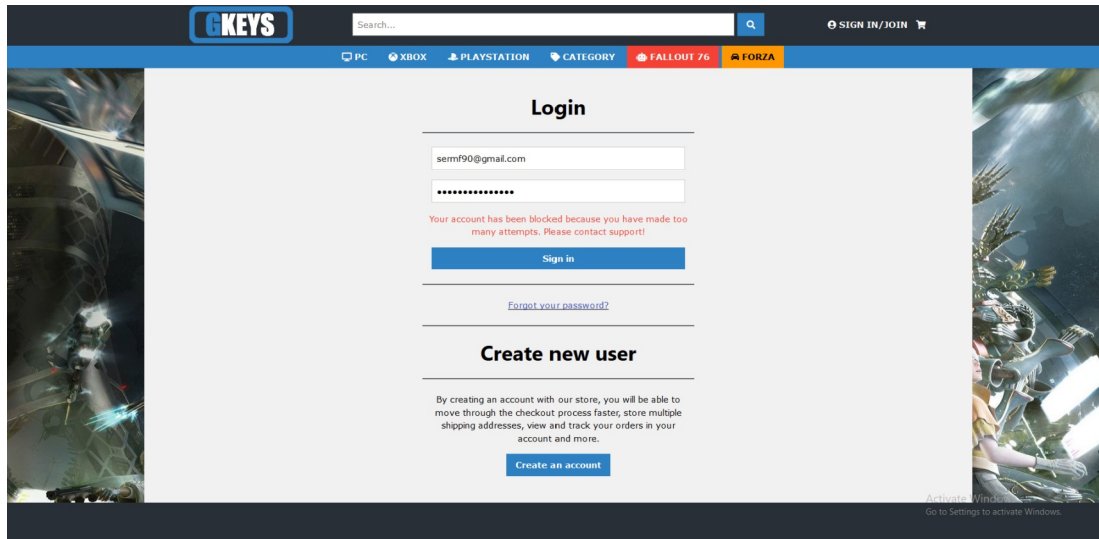 GKEYS
Search...
SIGN IN/JOIN
PC XBOX PLAYSTATION CATEGORY FALLOUT 76 FORZA
Login
sermf90@gmail.com
•••••••••••••••
Your account has been blocked because you have made too
many attempts. Please contact support!
Sign in
Forgot your password?
Create new user
By creating an account with our store, you will be able to
move through the checkout process faster, store multiple
shipping addresses, view and track your orders in your
account and more.
Create an account
Activate Windows
Go to Settings to activate Windows.